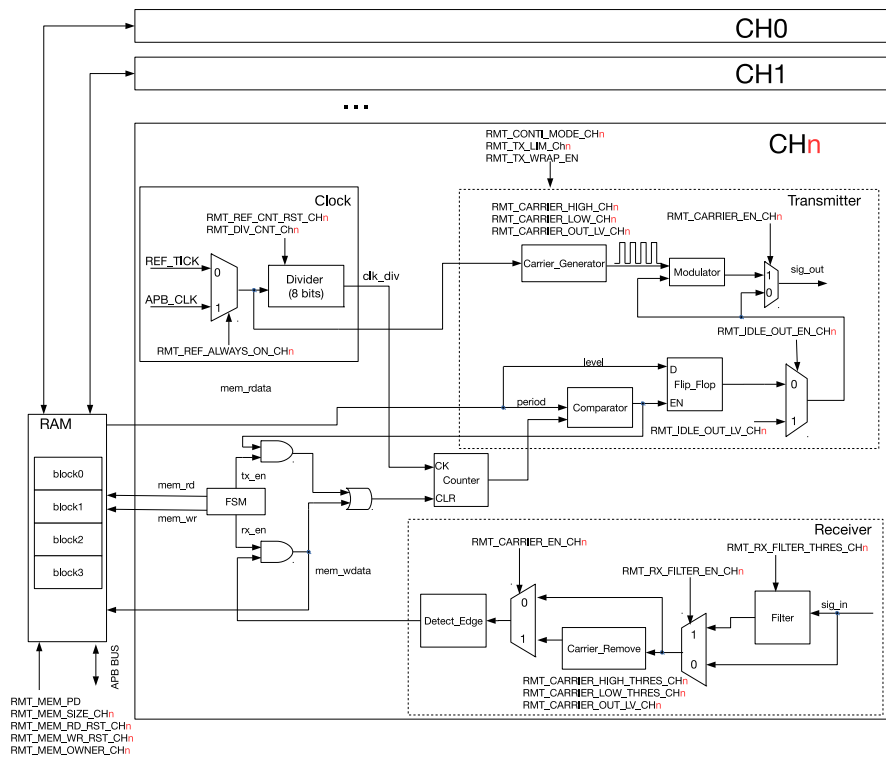 CH0
CH1
...
CHn
RMT_CONTI_MODE_CHn
RMT_TX_LIM_Chn
RMT_TX_WRAP_EN
Clock
RMT_REF_CNT_RST_CHn
RMT_DIV_CNT_Chn
REF_TICK
0
APB_CLK
1
Divider
(8 bits)
clk_div
RMT_REF_ALWAYS_ON_CHn
Transmitter
RMT_CARRIER_HIGH_CHn
RMT_CARRIER_LOW_CHn
RMT_CARRIER_OUT_LV_CHn
RMT_CARRIER_EN_CHn
Carrier_Generator
Modulator
1
0
sig_out
RMT_IDLE_OUT_EN_CHn
level
D
Flip_Flop
EN
0
1
period
Comparator
RMT_IDLE_OUT_LV_CHn
mem_rdata
RAM
block0
block1
block2
block3
mem_rd
mem_wr
FSM
tx_en
rx_en
CK
Counter
CLR
mem_wdata
Receiver
RMT_CARRIER_EN_CHn
RMT_RX_FILTER_THRES_CHn
RMT_RX_FILTER_EN_CHn
sig_in
Filter
1
0
Detect_Edge
0
1
Carrier_Remove
RMT_CARRIER_HIGH_THRES_CHn
RMT_CARRIER_LOW_THRES_CHn
RMT_CARRIER_OUT_LV_CHn
APB BUS
RMT_MEM_PD
RMT_MEM_SIZE_CHn
RMT_MEM_RD_RST_CHn
RMT_MEM_WR_RST_CHn
RMT_MEM_OWNER_CHn